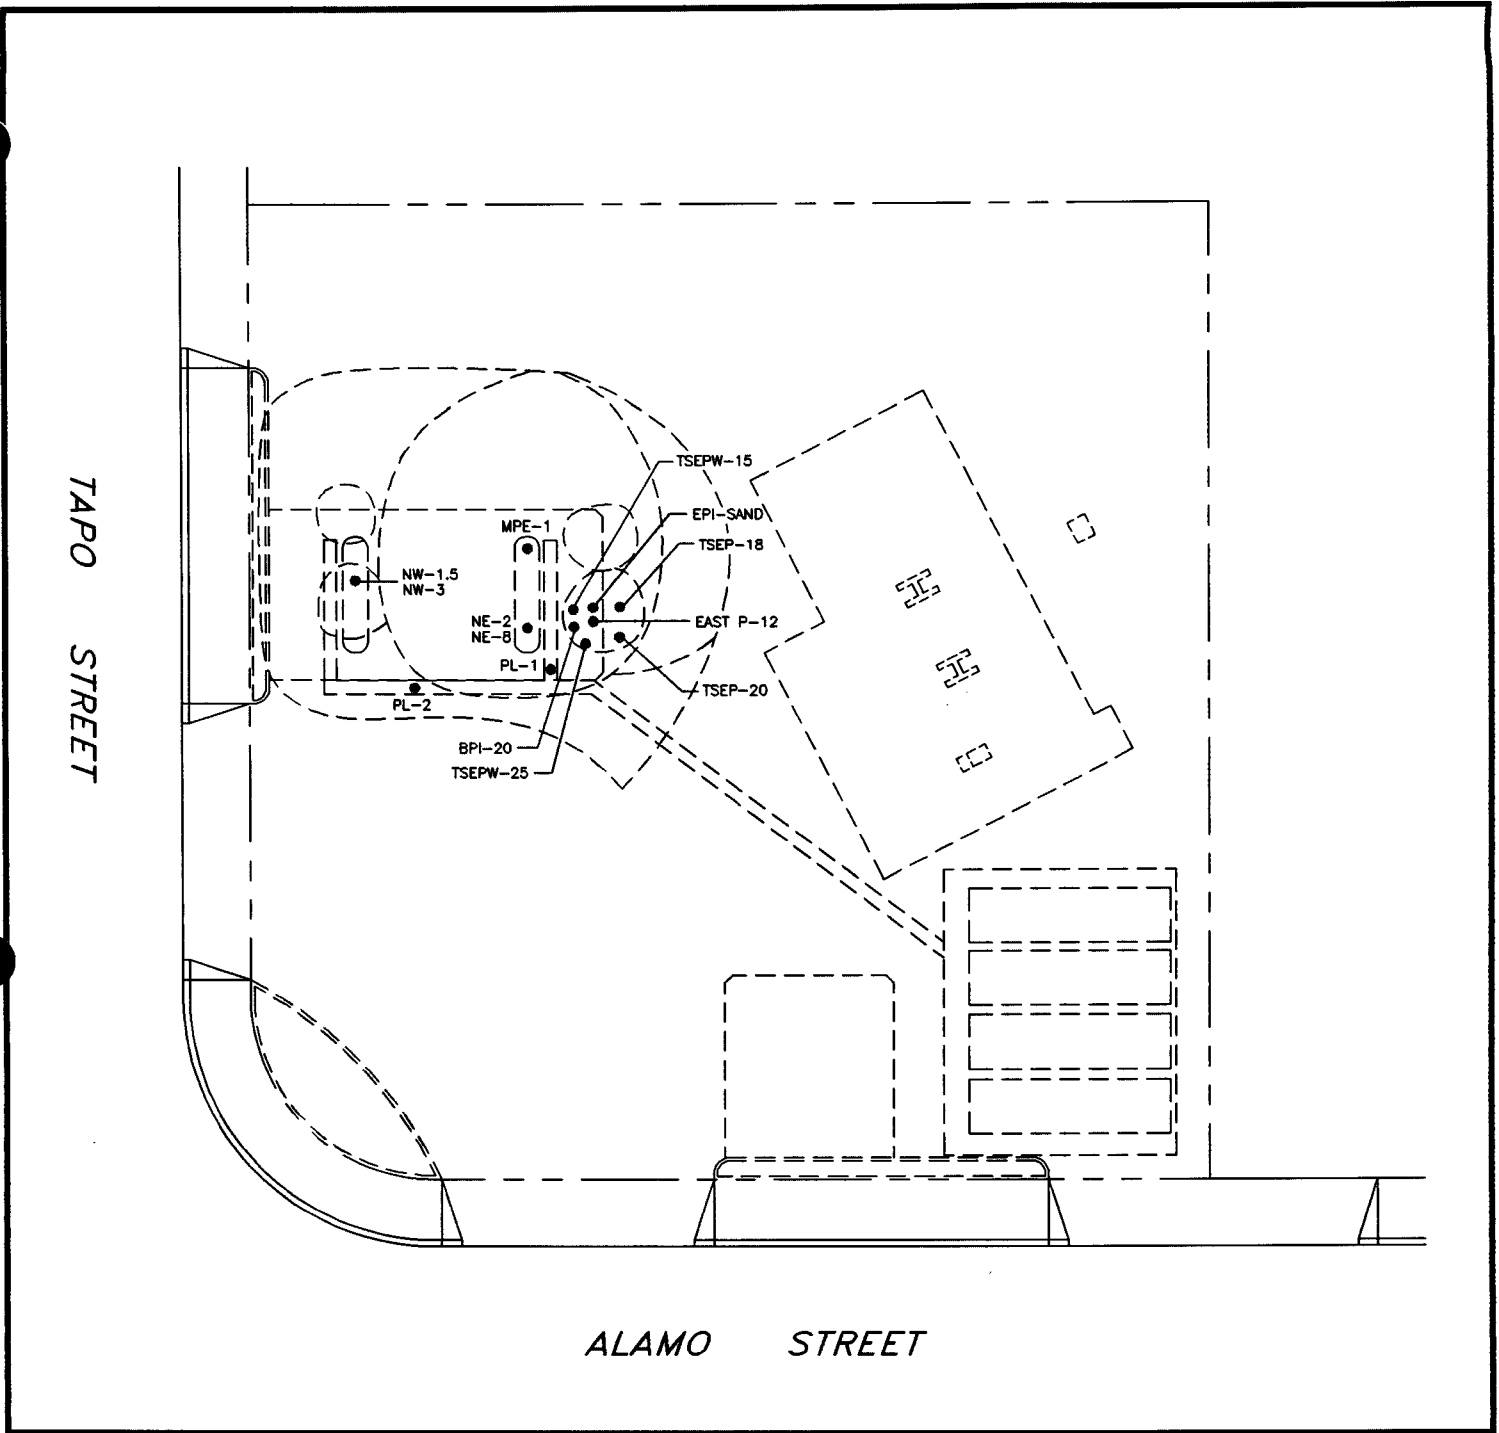 TSEPW-15
EPI-SAND
MPE-1
TSEP-18
NW-1.5
NW-3
NE-2
NE-8
EAST P-12
PL-1
TSEP-20
PL-2
BPI-20
TSEPW-25
TAPO STREET
ALAMO STREET